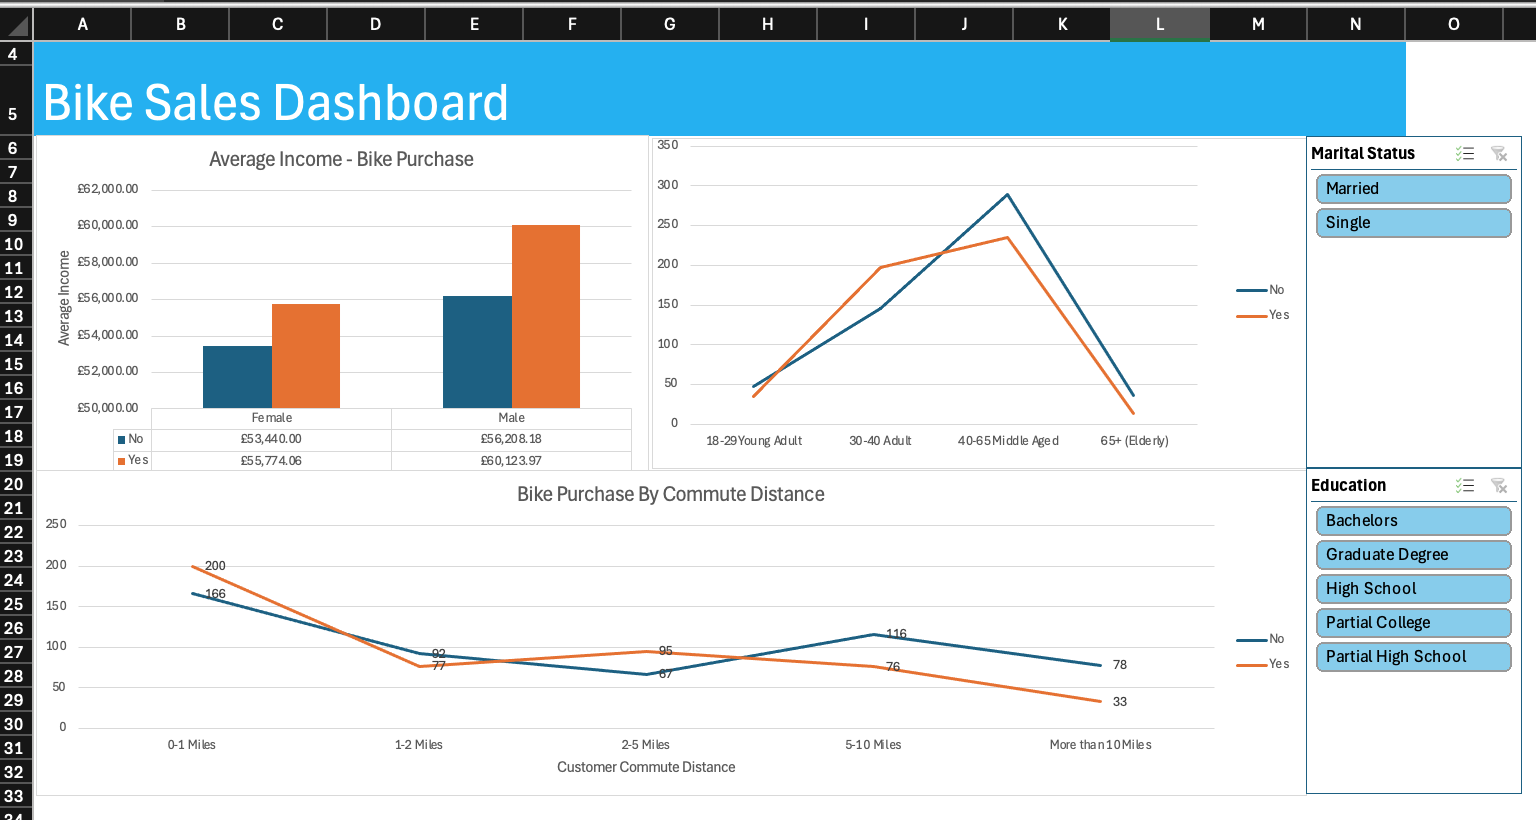 A B C D E F G H I J K L M N O
4
5
6
7
8
9
10
11
12
13
14
15
16
17
18
19
20
21
22
23
24
25
26
27
28
29
30
31
32
33
34
Bike Sales Dashboard
Average Income - Bike Purchase
£62,000.00
£60,000.00
£58,000.00
£56,000.00
£54,000.00
£52,000.00
£50,000.00
Average Income
Female Male
No £53,440.00 £56,208.18
Yes £55,774.06 £60,123.97
350
300
250
200
150
100
50
0
18-29 Young Adult 30-40 Adult 40-65 Middle Aged 65+ (Elderly)
No
Yes
Marital Status
Married
Single
Bike Purchase By Commute Distance
250
200
150
100
50
0
200
166
92
77
95
67
116
76
78
33
0-1 Miles 1-2 Miles 2-5 Miles 5-10 Miles More than 10 Miles
Customer Commute Distance
No
Yes
Education
Bachelors
Graduate Degree
High School
Partial College
Partial High School